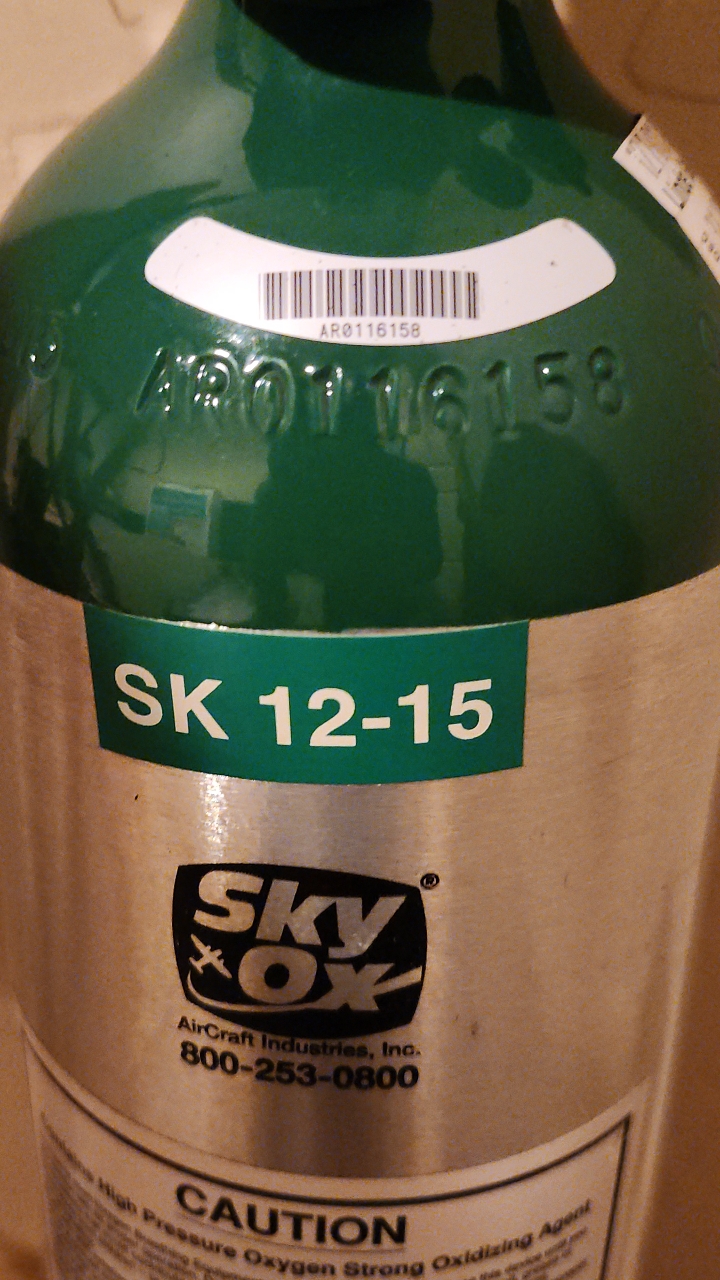 AR0116158
AR0116158
SK 12-15
Sky ®
Ox
AirCraft Industries, Inc.
800-253-0800
CAUTION
High Pressure Oxygen Strong Oxidizing Agent